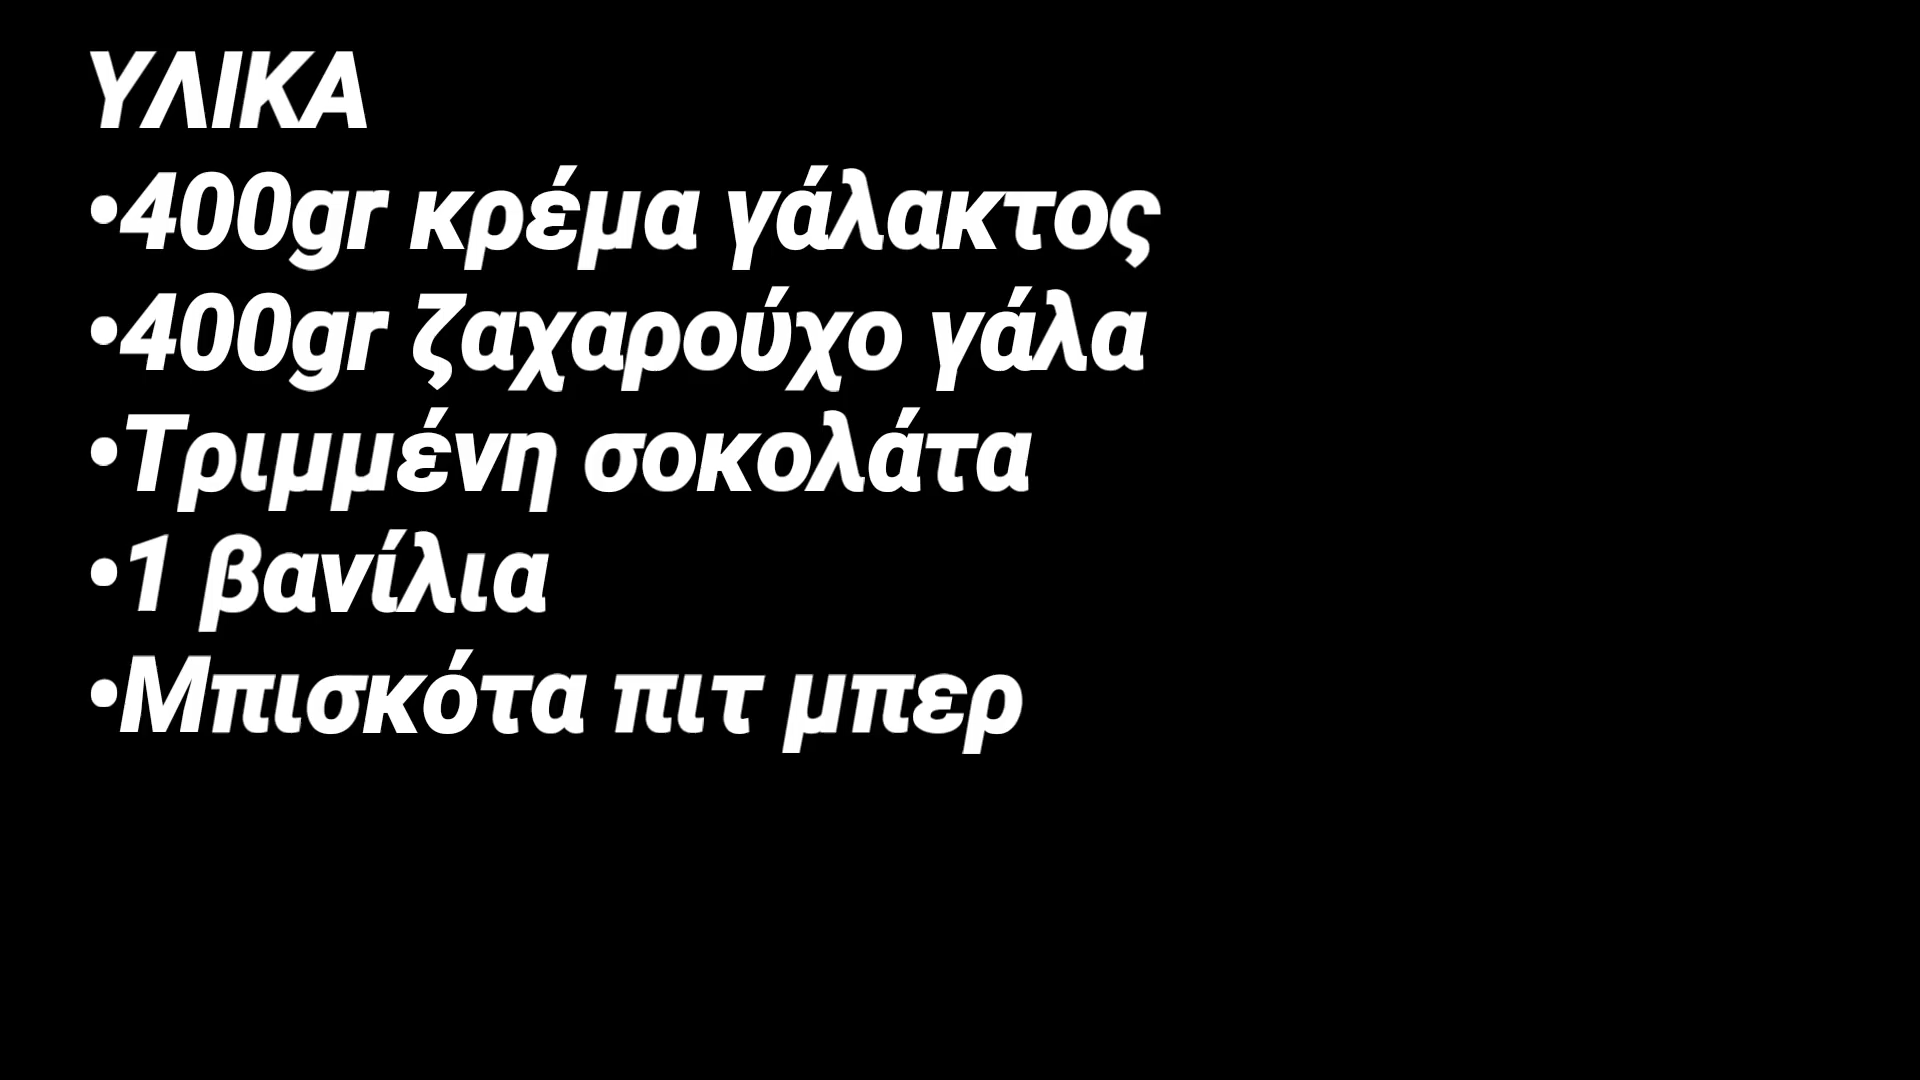 ΥΛΙΚΑ
•400gr κρέμα γάλακτος
•400gr ζαχαρούχο γάλα
•Τριμμένη σοκολάτα
•1 βανίλια
•Μπισκότα πιτ μπερ